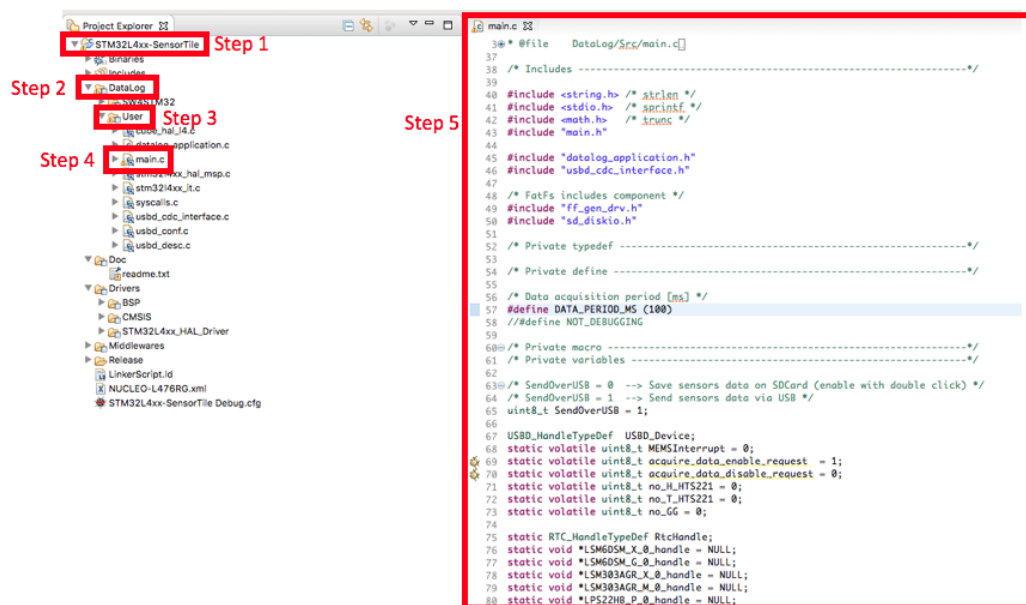 Project Explorer
STM32L4xx-SensorTile
Step 1
Binaries
Includes
Step 2
DataLog
SW4STM32
User
Step 3
cube_hal_l4.c
datalog_application.c
Step 4
main.c
stm32l4xx_hal_msp.c
stm32l4xx_it.c
syscalls.c
usbd_cdc_interface.c
usbd_conf.c
usbd_desc.c
Doc
readme.txt
Drivers
BSP
CMSIS
STM32L4xx_HAL_Driver
Middlewares
Release
LinkerScript.ld
NUCLEO-L476RG.xml
STM32L4xx-SensorTile Debug.cfg
Step 5
main.c
3 * @file    DataLog/Src/main.c
37
38 /* Includes ------------------------------------------------------------------*/
39
40 #include <string.h> /* strlen */
41 #include <stdio.h>  /* sprintf */
42 #include <math.h>   /* trunc */
43 #include "main.h"
44
45 #include "datalog_application.h"
46 #include "usbd_cdc_interface.h"
47
48 /* FatFs includes component */
49 #include "ff_gen_drv.h"
50 #include "sd_diskio.h"
51
52 /* Private typedef -----------------------------------------------------------*/
53
54 /* Private define ------------------------------------------------------------*/
55
56 /* Data acquisition period [ms] */
57 #define DATA_PERIOD_MS (100)
58 //#define NOT_DEBUGGING
59
60 /* Private macro -------------------------------------------------------------*/
61 /* Private variables ---------------------------------------------------------*/
62
63 /* SendOverUSB = 0  --> Save sensors data on SDCard (enable with double click) */
64 /* SendOverUSB = 1  --> Send sensors data via USB */
65 uint8_t SendOverUSB = 1;
66
67 USBD_HandleTypeDef  USBD_Device;
68 static volatile uint8_t MEMSInterrupt = 0;
69 static volatile uint8_t acquire_data_enable_request  = 1;
70 static volatile uint8_t acquire_data_disable_request = 0;
71 static volatile uint8_t no_H_HTS221 = 0;
72 static volatile uint8_t no_T_HTS221 = 0;
73 static volatile uint8_t no_GG = 0;
74
75 static RTC_HandleTypeDef RtcHandle;
76 static void *LSM6DSM_X_0_handle = NULL;
77 static void *LSM6DSM_G_0_handle = NULL;
78 static void *LSM303AGR_X_0_handle = NULL;
79 static void *LSM303AGR_M_0_handle = NULL;
80 static void *LPS22HB_P_0_handle = NULL;